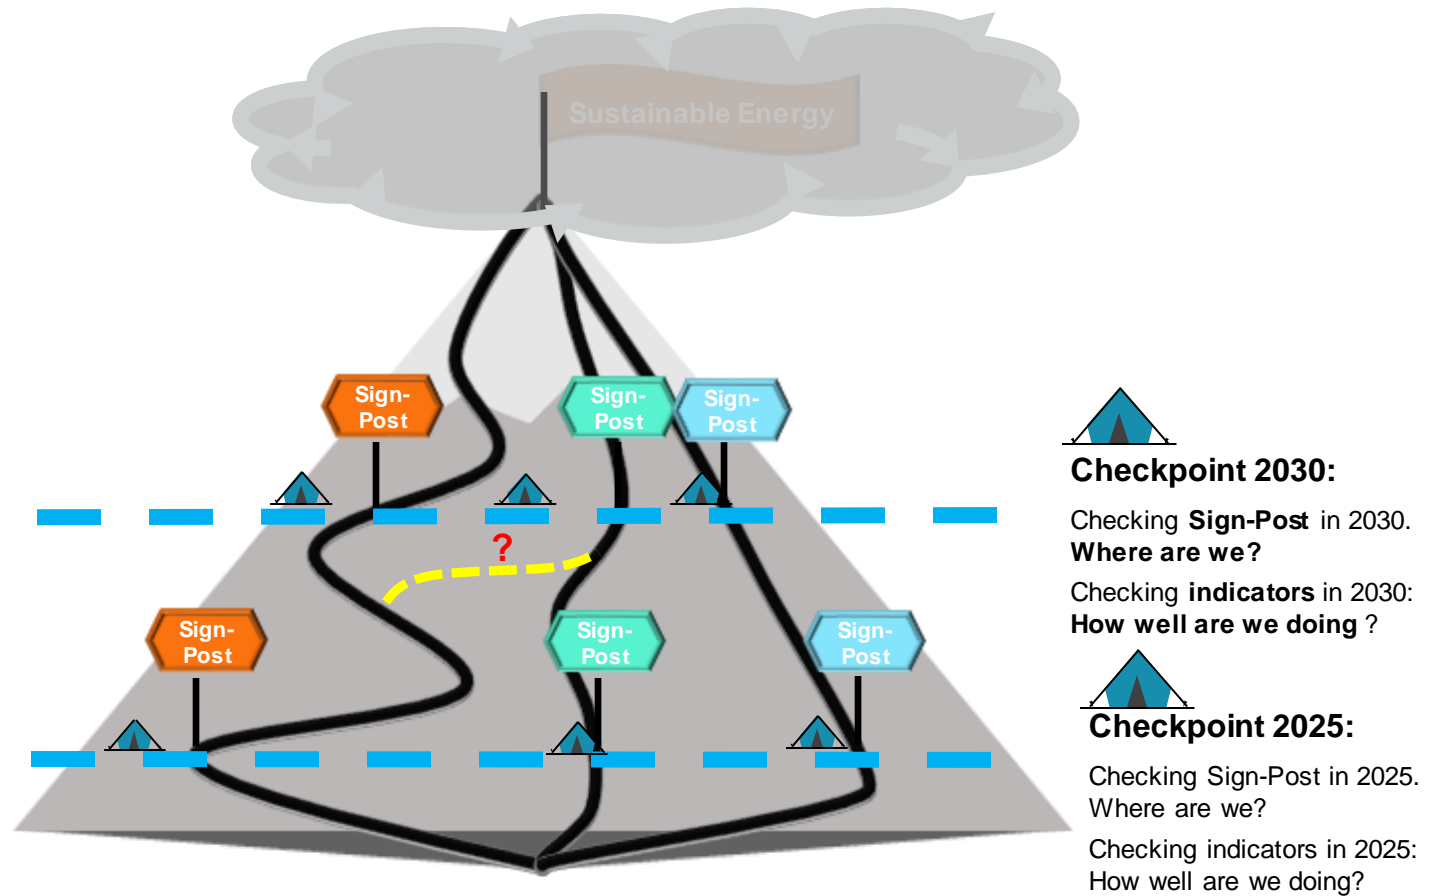 Sustainable Energy
Sign-
Post
Sign-
Post
Sign-
Post
?
Sign-
Post
Sign-
Post
Sign-
Post
Checkpoint 2030:
Checking Sign-Post in 2030.
Where are we?
Checking indicators in 2030:
How well are we doing ?
Checkpoint 2025:
Checking Sign-Post in 2025.
Where are we?
Checking indicators in 2025:
How well are we doing?